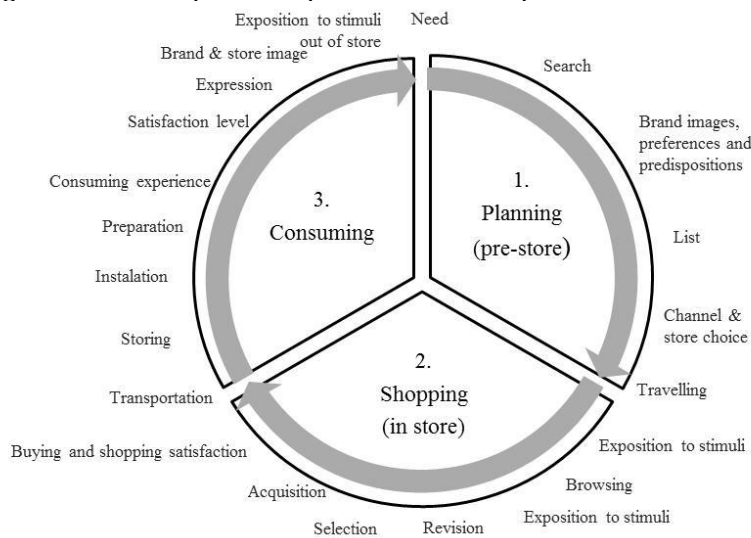 Need
Search
Brand images,
preferences and
predispositions
List
Channel &
store choice
Travelling
Exposition to stimuli
Browsing
Exposition to stimuli
Revision
Selection
Acquisition
Buying and shopping satisfaction
Transportation
Storing
Instalation
Preparation
Consuming experience
Satisfaction level
Expression
Brand & store image
Exposition to stimuli
out of store
1.
Planning
(pre-store)
2.
Shopping
(in store)
3.
Consuming